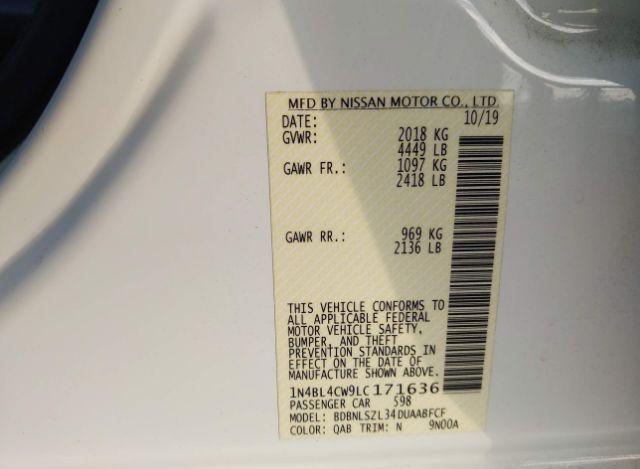 MFD BY NISSAN MOTOR CO., LTD.
DATE: 10/19
GVWR: 2018 KG
4449 LB
GAWR FR.: 1097 KG
2418 LB
GAWR RR.: 969 KG
2136 LB
THIS VEHICLE CONFORMS TO
ALL APPLICABLE FEDERAL
MOTOR VEHICLE SAFETY,
BUMPER, AND THEFT
PREVENTION STANDARDS IN
EFFECT ON THE DATE OF
MANUFACTURE SHOWN ABOVE.
1N4BL4CW9LC171636
PASSENGER CAR 598
MODEL: BDBNLSZL34DUAABFCF
COLOR: QAB TRIM: N 9N00A